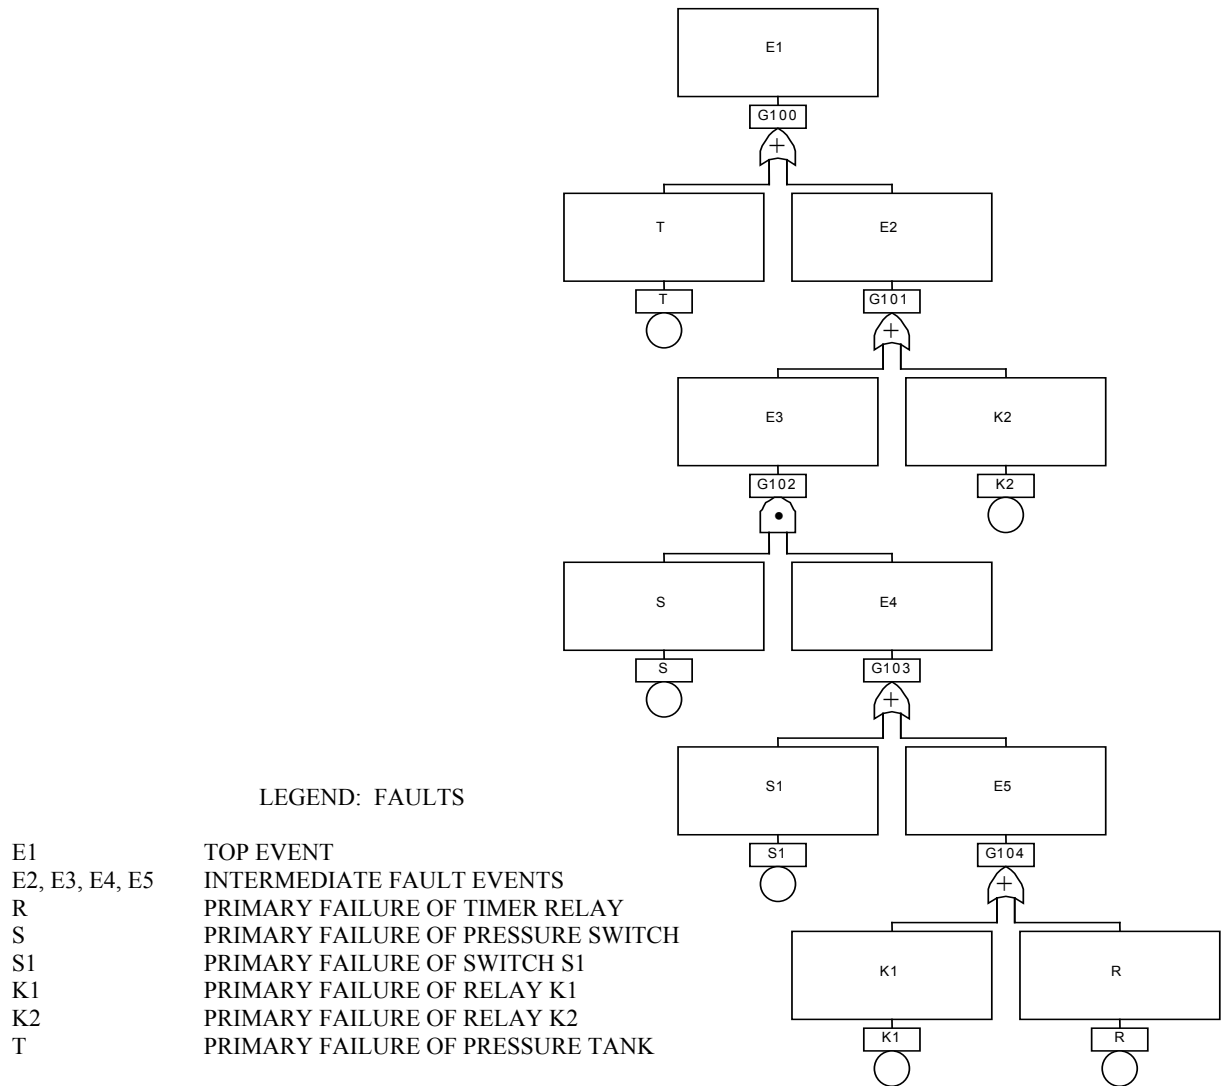 E1
G100
T E2
T G101
E3 K2
G102 K2
S E4
S G103
S1 E5
S1 G104
K1 R
K1 R
LEGEND: FAULTS
E1 TOP EVENT
E2, E3, E4, E5 INTERMEDIATE FAULT EVENTS
R PRIMARY FAILURE OF TIMER RELAY
S PRIMARY FAILURE OF PRESSURE SWITCH
S1 PRIMARY FAILURE OF SWITCH S1
K1 PRIMARY FAILURE OF RELAY K1
K2 PRIMARY FAILURE OF RELAY K2
T PRIMARY FAILURE OF PRESSURE TANK